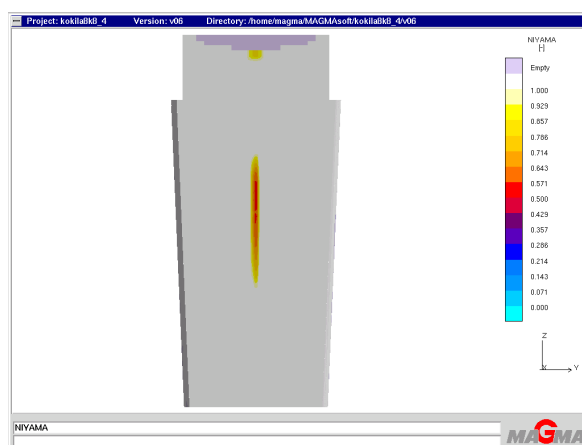 Project: kokila8k8_4 Version: v06 Directory: /home/magma/MAGMAsoft/kokila8k8_4/v06
NIYAMA
[-]
Empty
1.000
0.929
0.857
0.786
0.714
0.643
0.571
0.500
0.429
0.357
0.286
0.214
0.143
0.071
0.000
Z
X
Y
NIYAMA
MAGMA